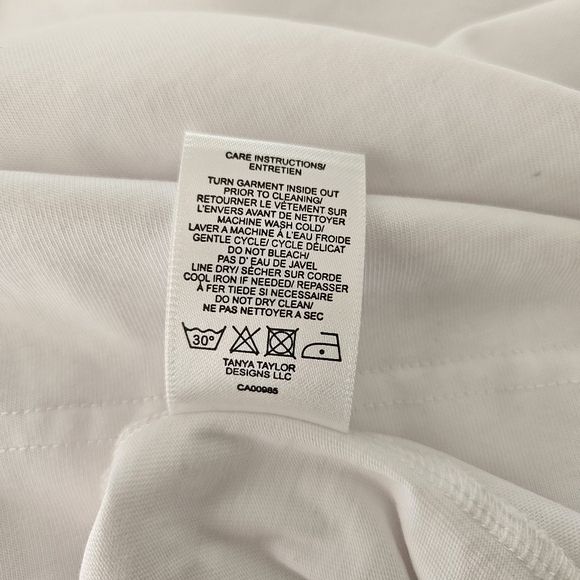 CARE INSTRUCTIONS/
ENTRETIEN
TURN GARMENT INSIDE OUT
PRIOR TO CLEANING/
RETOURNER LE VÉTEMENT SUR
L'ENVERS AVANT DE NETTOYER
MACHINE WASH COLD/
LAVER A MACHINE À L'EAU FROIDE
GENTLE CYCLE/ CYCLE DÉLICAT
DO NOT BLEACH/
PAS D' EAU DE JAVEL
LINE DRY/ SÉCHER SUR CORDE
COOL IRON IF NEEDED/ REPASSER
À FER TIEDE SI NECESSAIRE
DO NOT DRY CLEAN/
NE PAS NETTOYER A SEC
30°
TANYA TAYLOR
DESIGNS LLC
CA00985